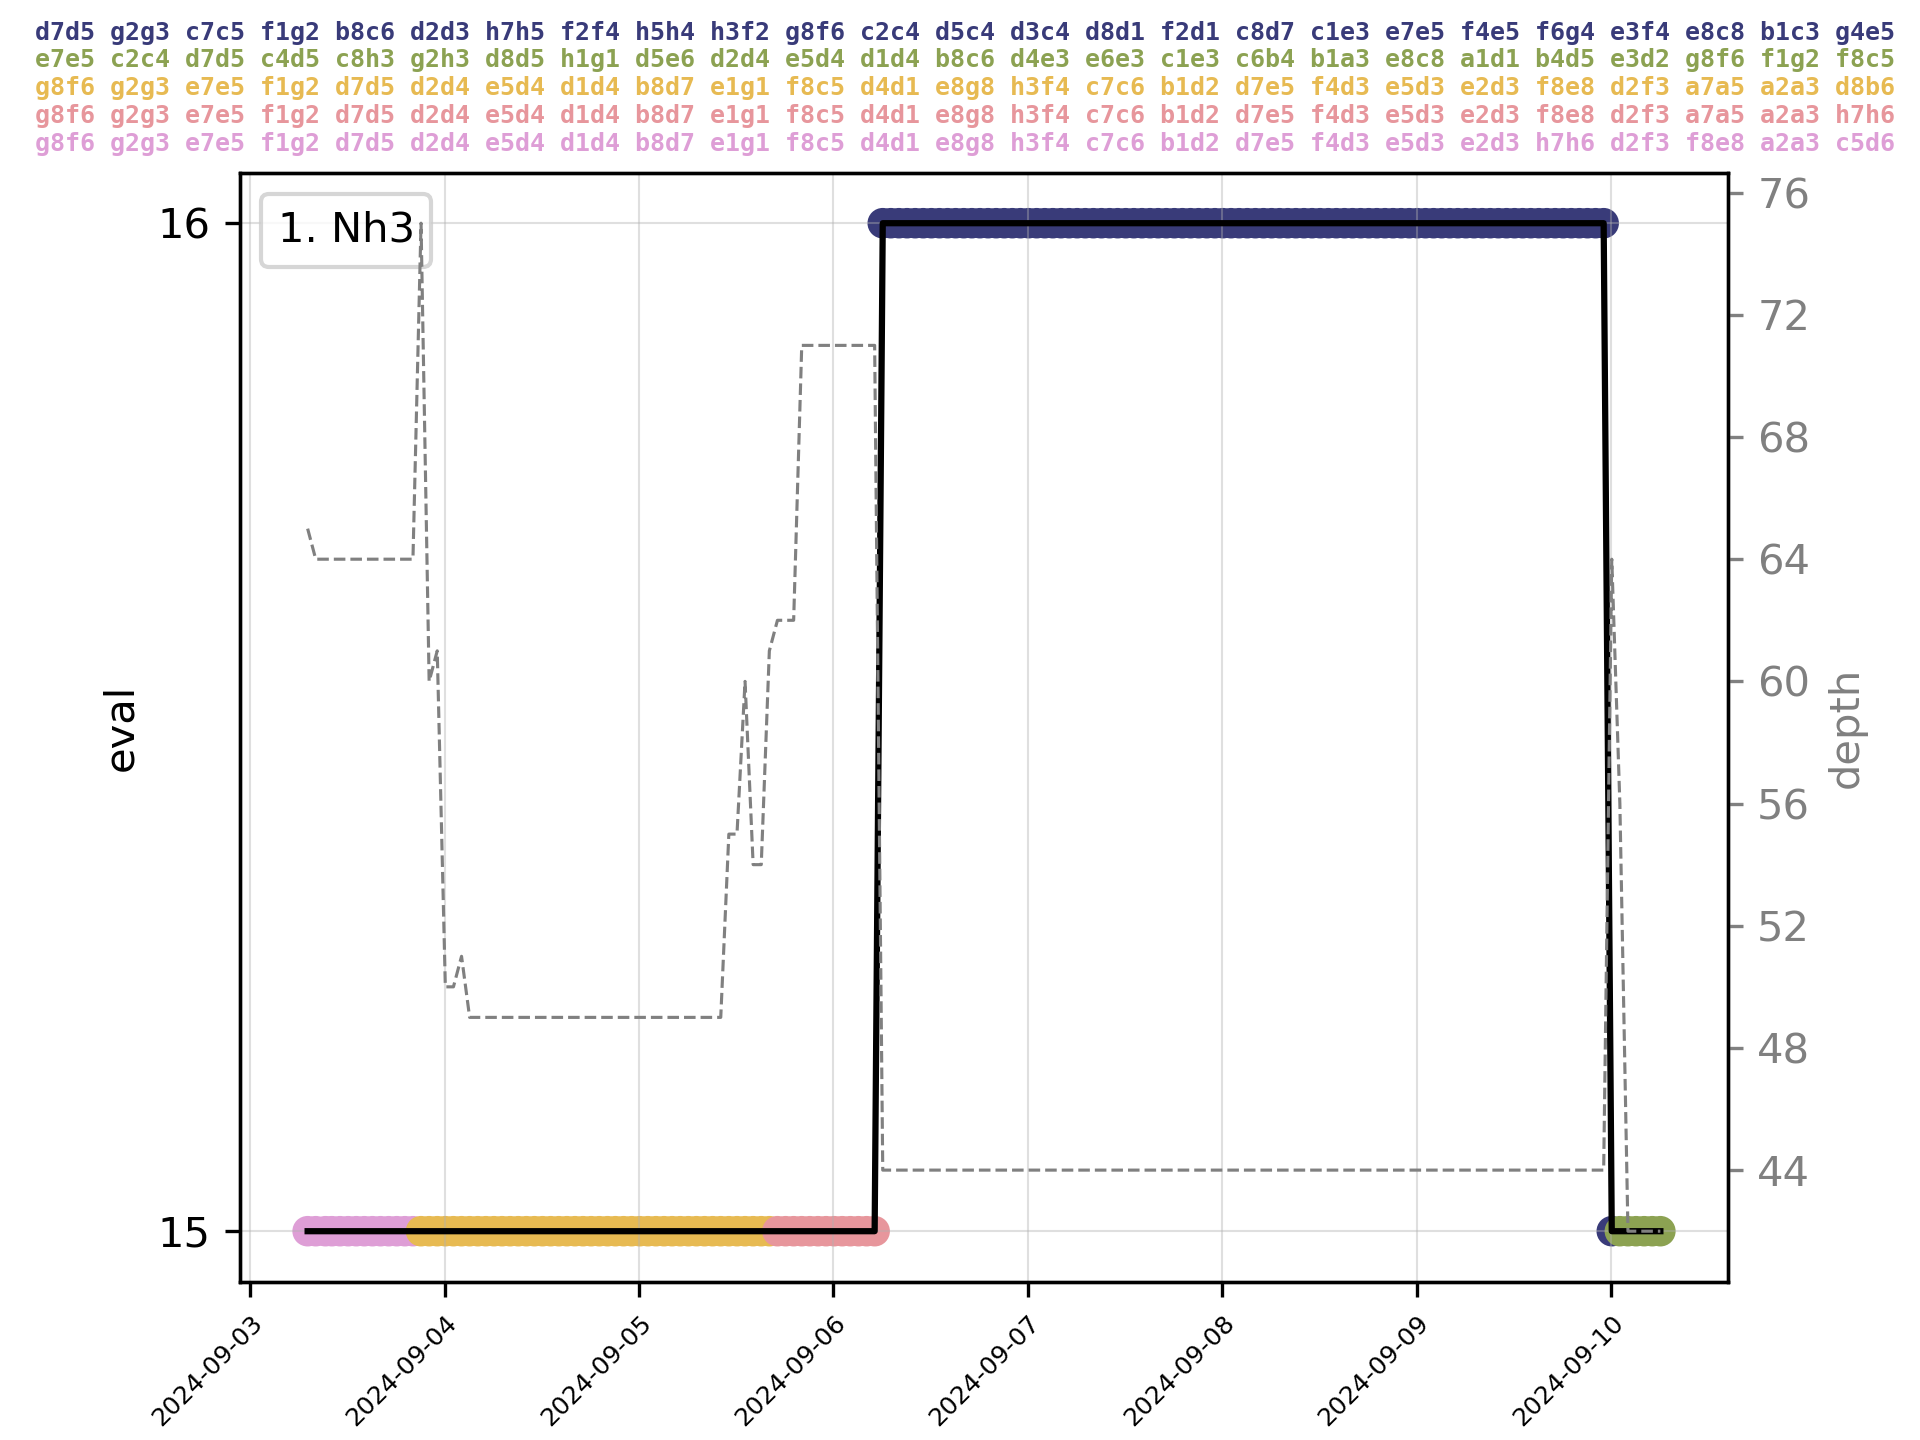 d7d5 g2g3 c7c5 f1g2 b8c6 d2d3 h7h5 f2f4 h5h4 h3f2 g8f6 c2c4 d5c4 d3c4 d8d1 f2d1 c8d7 c1e3 e7e5 f4e5 f6g4 e3f4 e8c8 b1c3 g4e5
e7e5 c2c4 d7d5 c4d5 c8h3 g2h3 d8d5 h1g1 d5e6 d2d4 e5d4 d1d4 b8c6 d4e3 e6e3 c1e3 c6b4 b1a3 e8c8 a1d1 b4d5 e3d2 g8f6 f1g2 f8c5
g8f6 g2g3 e7e5 f1g2 d7d5 d2d4 e5d4 d1d4 b8d7 e1g1 f8c5 d4d1 e8g8 h3f4 c7c6 b1d2 d7e5 f4d3 e5d3 e2d3 f8e8 d2f3 a7a5 a2a3 d8b6
g8f6 g2g3 e7e5 f1g2 d7d5 d2d4 e5d4 d1d4 b8d7 e1g1 f8c5 d4d1 e8g8 h3f4 c7c6 b1d2 d7e5 f4d3 e5d3 e2d3 f8e8 d2f3 a7a5 a2a3 h7h6
g8f6 g2g3 e7e5 f1g2 d7d5 d2d4 e5d4 d1d4 b8d7 e1g1 f8c5 d4d1 e8g8 h3f4 c7c6 b1d2 d7e5 f4d3 e5d3 e2d3 h7h6 d2f3 f8e8 a2a3 c5d6
1. Nh3
16
15
eval
76
72
68
64
60
56
52
48
44
depth
2024-09-03
2024-09-04
2024-09-05
2024-09-06
2024-09-07
2024-09-08
2024-09-09
2024-09-10